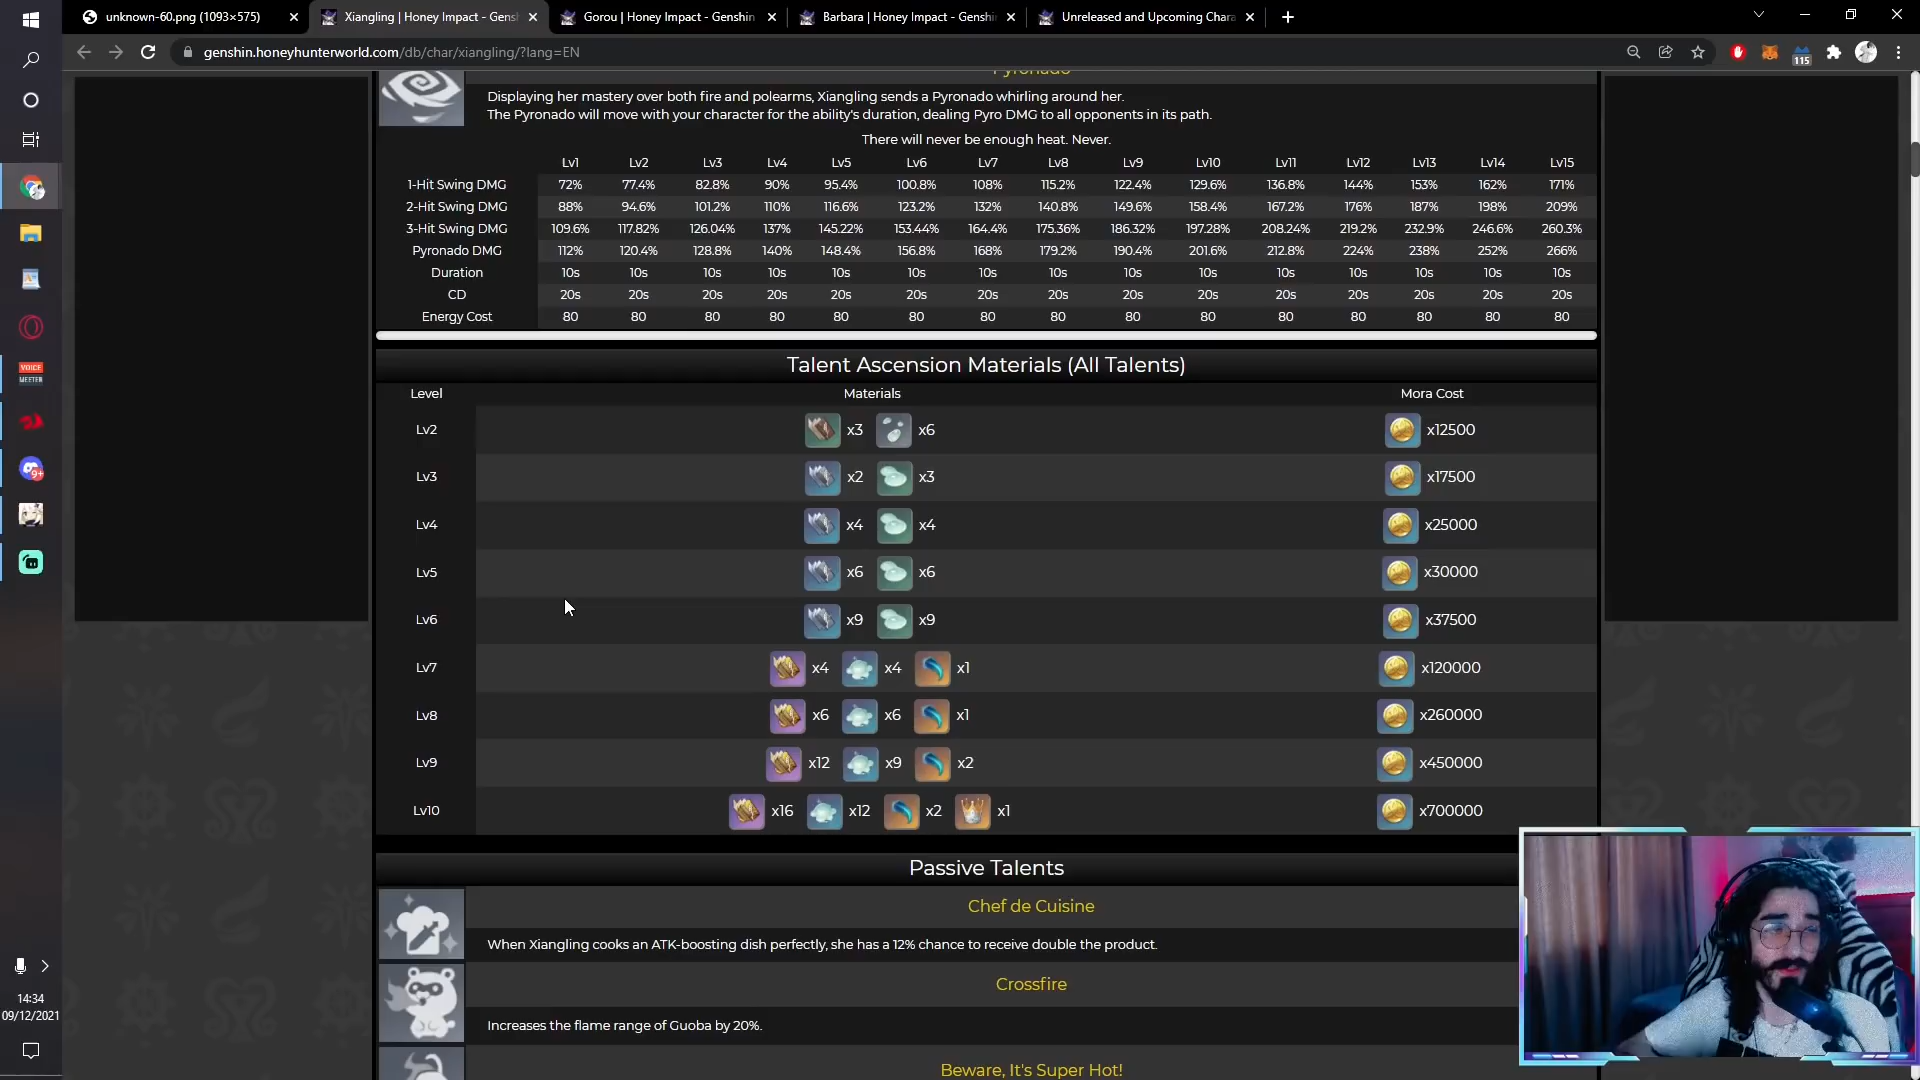 unknown-60.png (1093×575)
Xiangling | Honey Impact - Gensh
Gorou | Honey Impact - Genshin
Barbara | Honey Impact - Genshin
Unreleased and Upcoming Chara
genshin.honeyhunterworld.com/db/char/xiangling/?lang=EN
115
Pyronado
Displaying her mastery over both fire and polearms, Xiangling sends a Pyronado whirling around her.
The Pyronado will move with your character for the ability's duration, dealing Pyro DMG to all opponents in its path.
There will never be enough heat. Never.
Lv1 Lv2 Lv3 Lv4 Lv5 Lv6 Lv7 Lv8 Lv9 Lv10 Lv11 Lv12 Lv13 Lv14 Lv15
1-Hit Swing DMG 72% 77.4% 82.8% 90% 95.4% 100.8% 108% 115.2% 122.4% 129.6% 136.8% 144% 153% 162% 171%
2-Hit Swing DMG 88% 94.6% 101.2% 110% 116.6% 123.2% 132% 140.8% 149.6% 158.4% 167.2% 176% 187% 198% 209%
3-Hit Swing DMG 109.6% 117.82% 126.04% 137% 145.22% 153.44% 164.4% 175.36% 186.32% 197.28% 208.24% 219.2% 232.9% 246.6% 260.3%
Pyronado DMG 112% 120.4% 128.8% 140% 148.4% 156.8% 168% 179.2% 190.4% 201.6% 212.8% 224% 238% 252% 266%
Duration 10s 10s 10s 10s 10s 10s 10s 10s 10s 10s 10s 10s 10s 10s 10s
CD 20s 20s 20s 20s 20s 20s 20s 20s 20s 20s 20s 20s 20s 20s 20s
Energy Cost 80 80 80 80 80 80 80 80 80 80 80 80 80 80 80
Talent Ascension Materials (All Talents)
Level Materials Mora Cost
Lv2 x3 x6 x12500
Lv3 x2 x3 x17500
Lv4 x4 x4 x25000
Lv5 x6 x6 x30000
Lv6 x9 x9 x37500
Lv7 x4 x4 x1 x120000
Lv8 x6 x6 x1 x260000
Lv9 x12 x9 x2 x450000
Lv10 x16 x12 x2 x1 x700000
Passive Talents
Chef de Cuisine
When Xiangling cooks an ATK-boosting dish perfectly, she has a 12% chance to receive double the product.
Crossfire
Increases the flame range of Guoba by 20%.
Beware, It's Super Hot!
VOICE
MEETER
9+
14:34
09/12/2021